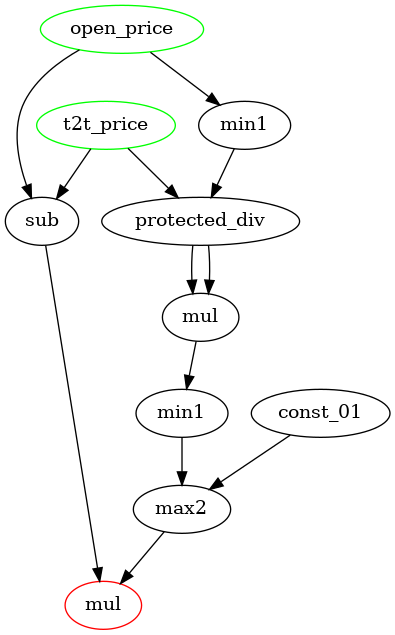 open_price
t2t_price
min1
sub
protected_div
mul
min1
const_01
max2
mul